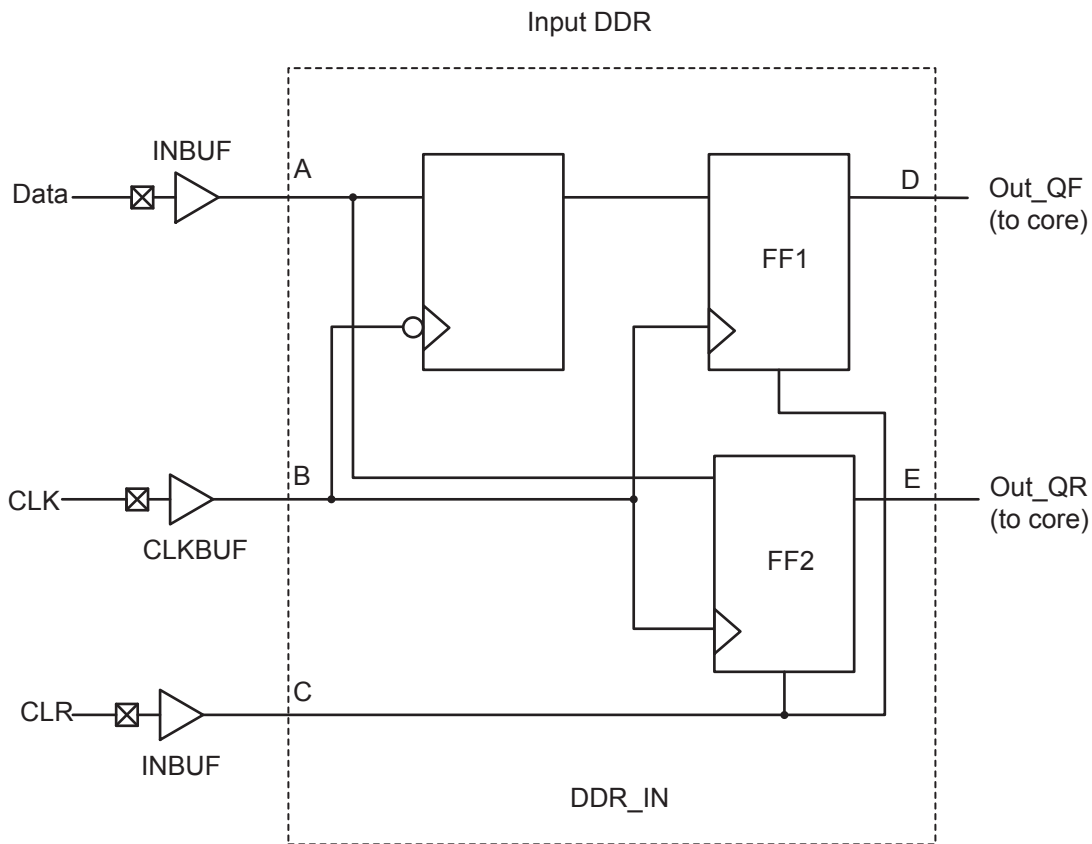 Input DDR
INBUF
A
D
Data
Out_QF
(to core)
FF1
B
E
CLK
Out_QR
(to core)
CLKBUF
FF2
C
CLR
INBUF
DDR_IN